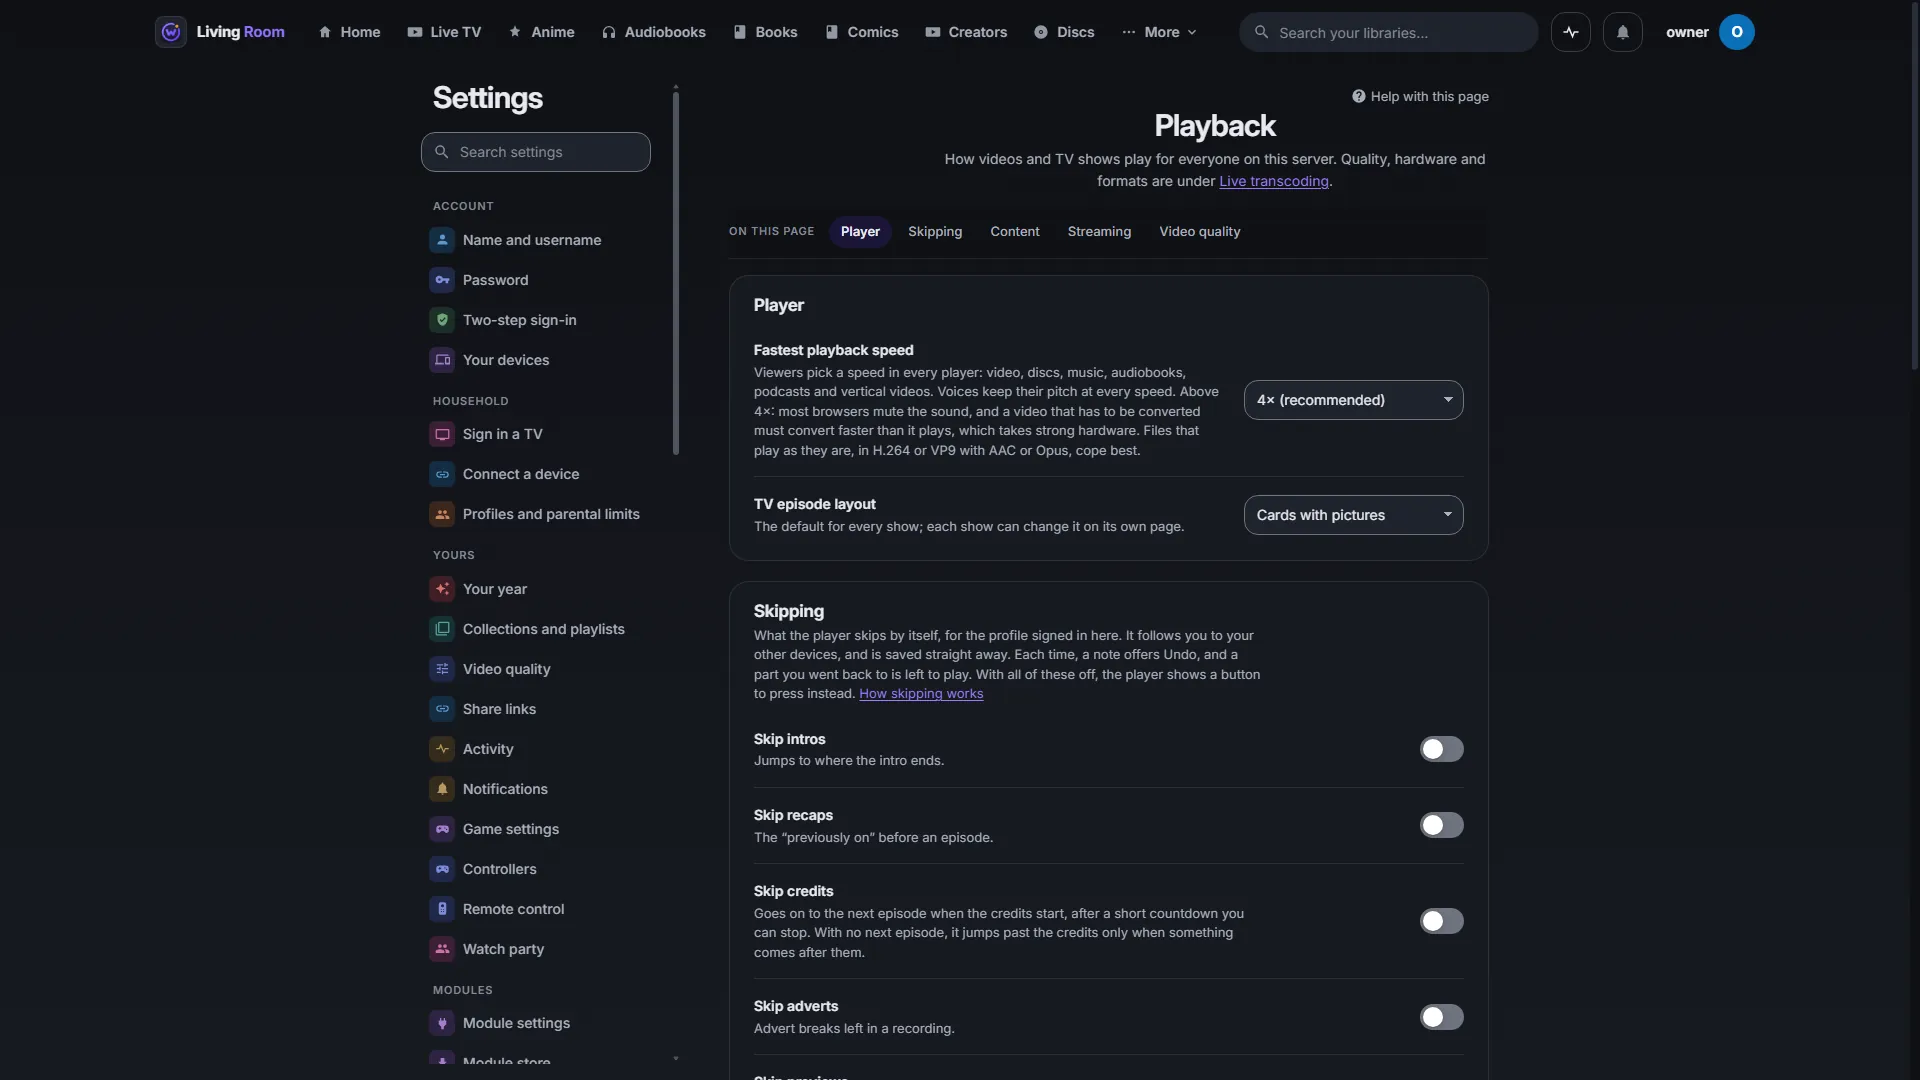 Living Room
Home
Live TV
Anime
Audiobooks
Books
Comics
Creators
Discs
More
Search your libraries...
owner
O
Settings
Search settings
ACCOUNT
Name and username
Password
Two-step sign-in
Your devices
HOUSEHOLD
Sign in a TV
Connect a device
Profiles and parental limits
YOURS
Your year
Collections and playlists
Video quality
Share links
Activity
Notifications
Game settings
Controllers
Remote control
Watch party
MODULES
Module settings
Module store
Help with this page
Playback
How videos and TV shows play for everyone on this server. Quality, hardware and
formats are under Live transcoding.
ON THIS PAGE
Player
Skipping
Content
Streaming
Video quality
Player
Fastest playback speed
Viewers pick a speed in every player: video, discs, music, audiobooks,
podcasts and vertical videos. Voices keep their pitch at every speed. Above
4×: most browsers mute the sound, and a video that has to be converted
must convert faster than it plays, which takes strong hardware. Files that
play as they are, in H.264 or VP9 with AAC or Opus, cope best.
4× (recommended)
TV episode layout
The default for every show; each show can change it on its own page.
Cards with pictures
Skipping
What the player skips by itself, for the profile signed in here. It follows you to your
other devices, and is saved straight away. Each time, a note offers Undo, and a
part you went back to is left to play. With all of these off, the player shows a button
to press instead. How skipping works
Skip intros
Jumps to where the intro ends.
Skip recaps
The “previously on” before an episode.
Skip credits
Goes on to the next episode when the credits start, after a short countdown you
can stop. With no next episode, it jumps past the credits only when something
comes after them.
Skip adverts
Advert breaks left in a recording.
Skip previews